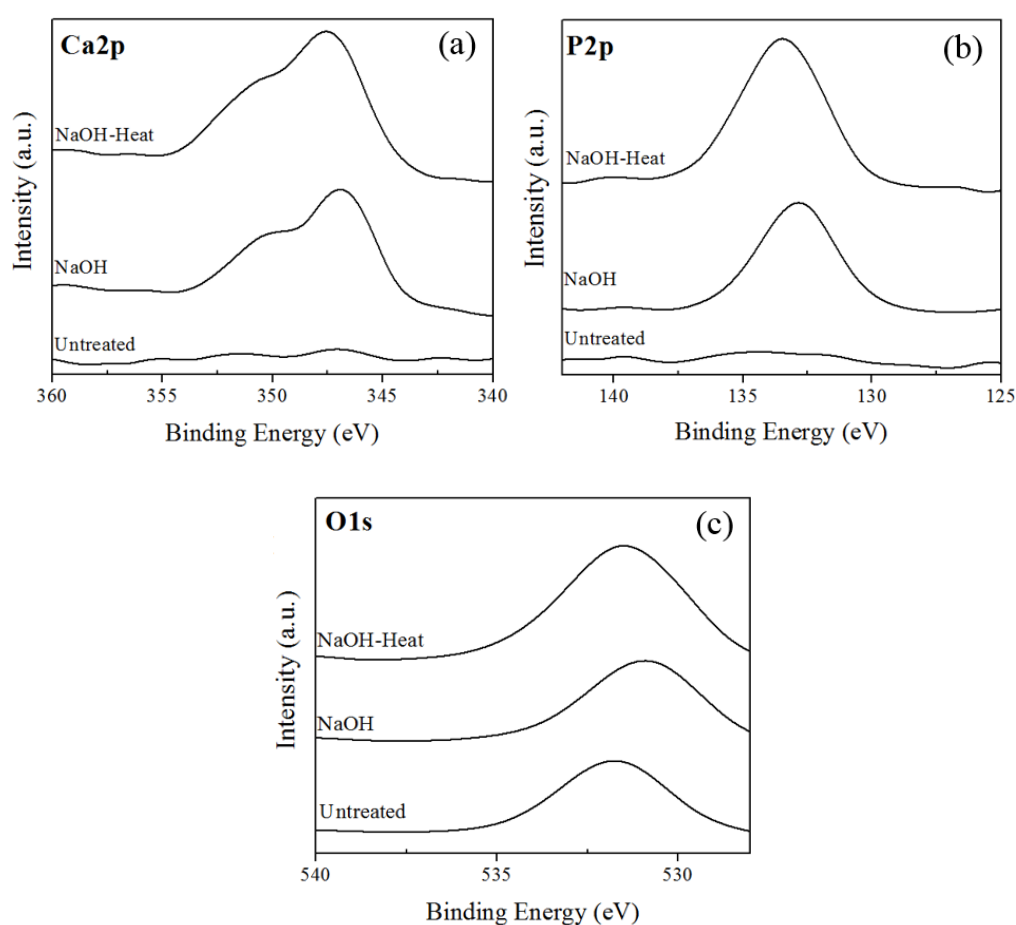 Ca2p
(a)
NaOH-Heat
NaOH
Untreated
Intensity (a.u.)
360
355
350
345
340
Binding Energy (eV)
P2p
(b)
NaOH-Heat
NaOH
Untreated
Intensity (a.u.)
140
135
130
125
Binding Energy (eV)
O1s
(c)
NaOH-Heat
NaOH
Untreated
Intensity (a.u.)
540
535
530
Binding Energy (eV)